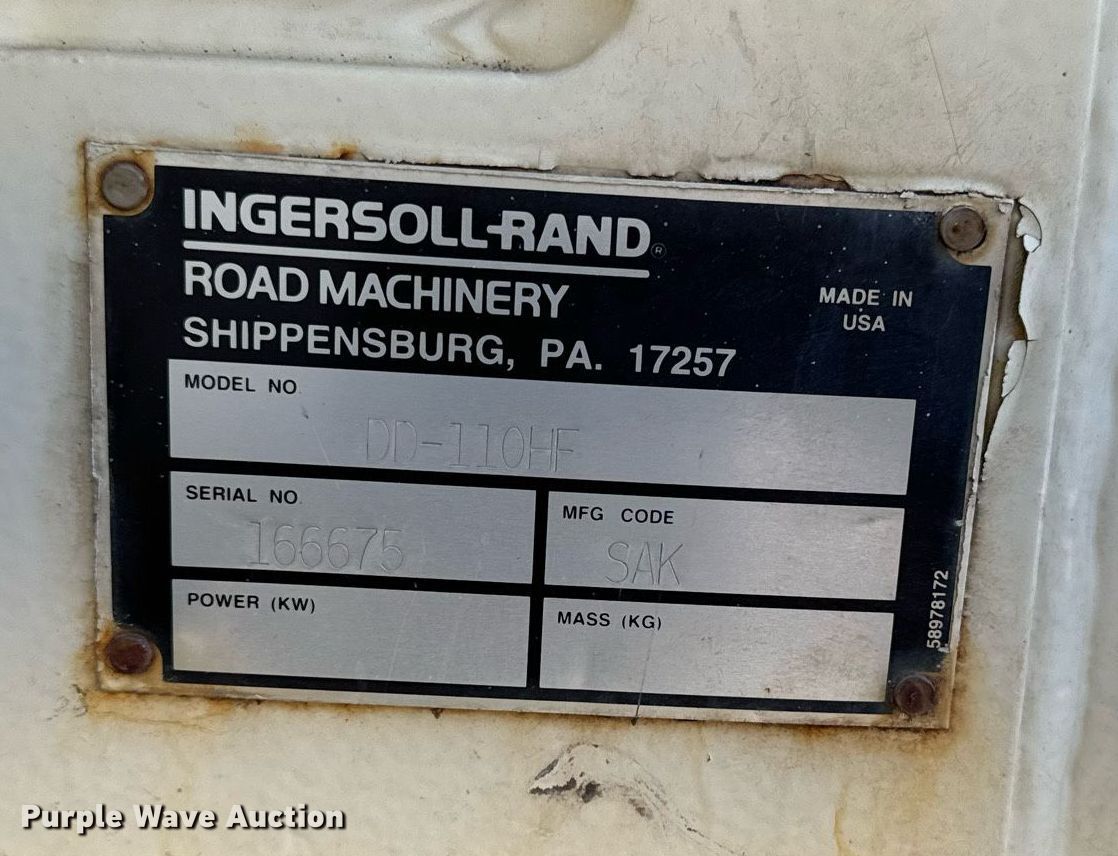 INGERSOLL-RAND®
ROAD MACHINERY
SHIPPENSBURG, PA. 17257
MADE IN
USA
MODEL NO.
DD-110HF
SERIAL NO.
166675
MFG CODE
SAK
POWER (KW)
MASS (KG)
58978172
Purple Wave Auction